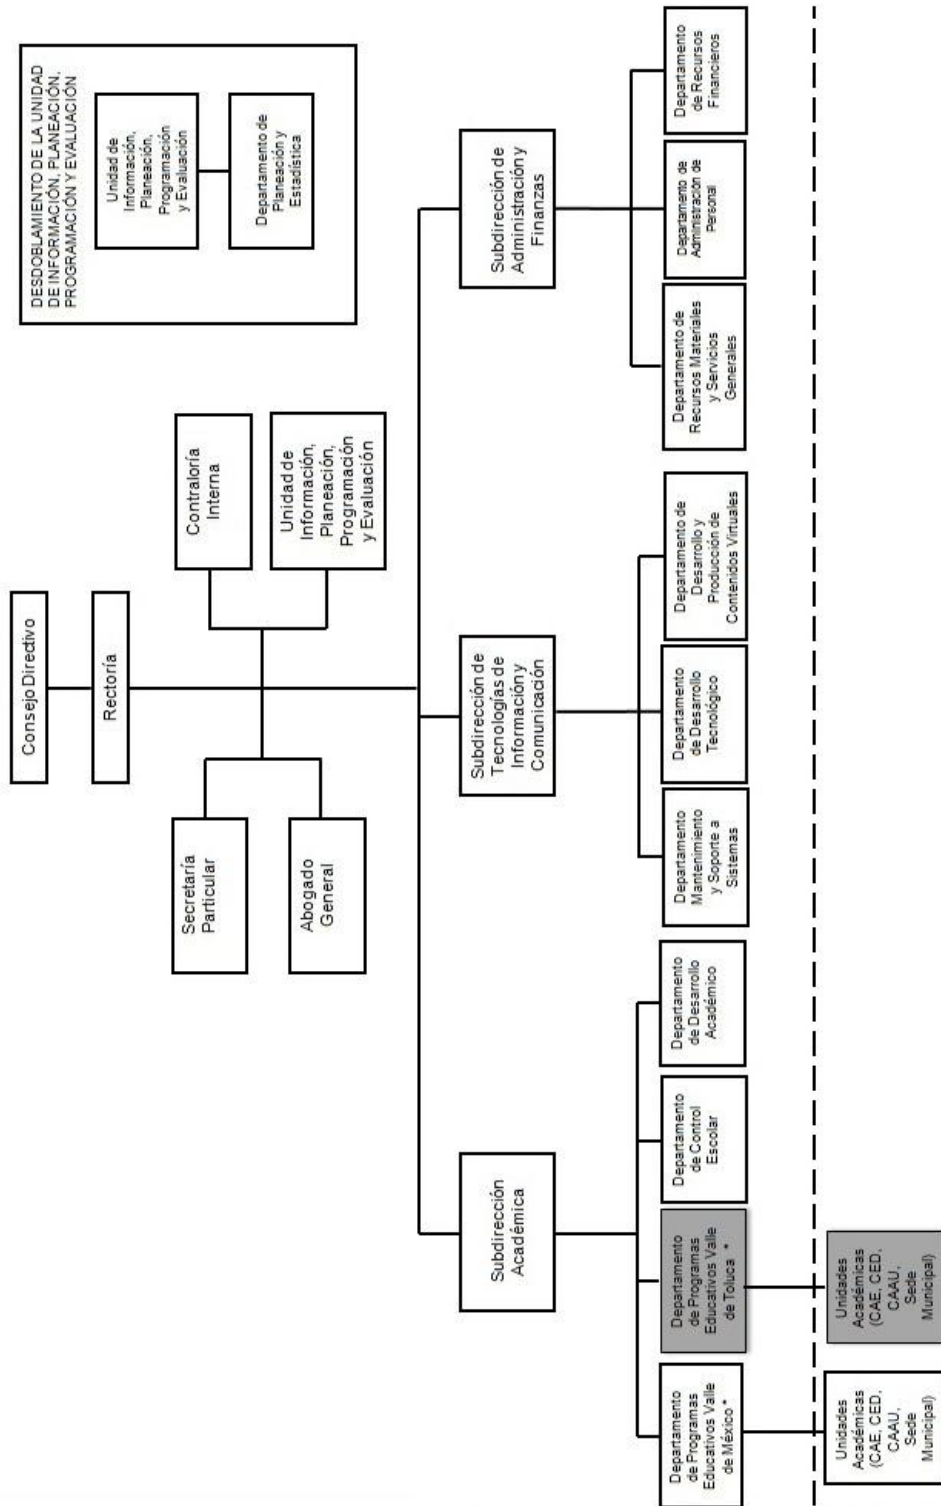 Consejo Directivo
Rectoría
Secretaría
Particular
Contraloría
Interna
Abogado
General
Unidad de
Información,
Planeación,
Programación
y Evaluación
DESDOBLAMIENTO DE LA UNIDAD
DE INFORMACIÓN, PLANEACIÓN,
PROGRAMACIÓN Y EVALUACIÓN
Unidad de
Información,
Planeación,
Programación
y Evaluación
Departamento de
Planeación y
Estadística
Subdirección
Académica
Subdirección de
Tecnologías de
Información y
Comunicación
Subdirección de
Administración y
Finanzas
Departamento
de Programas
Educativos Valle
de México *
Departamento
de Programas
Educativos Valle
de Toluca *
Departamento
de Control
Escolar
Departamento
de Desarrollo
Académico
Departamento
Mantenimiento
y Soporte a
Sistemas
Departamento
de Desarrollo
Tecnológico
Departamento de
Desarrollo y
Producción de
Contenidos Virtuales
Departamento de
Recursos Materiales
y Servicios
Generales
Departamento de
Administración de
Personal
Departamento
de Recursos
Financieros
Unidades
Académicas
(CAE, CED,
CAAU,
Sede
Municipal)
Unidades
Académicas
(CAE, CED,
CAAU,
Sede
Municipal)